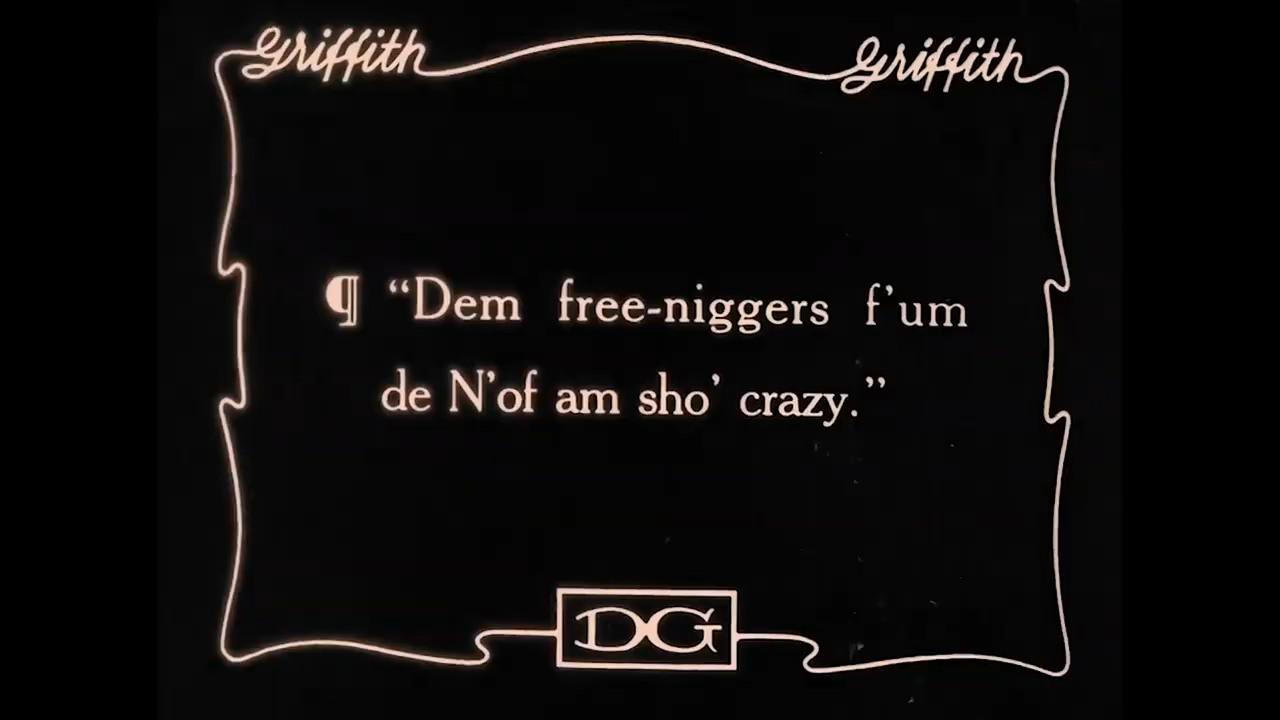 Griffith Griffith
¶ “Dem free-niggers f’um
de N’of am sho’ crazy.”
DG